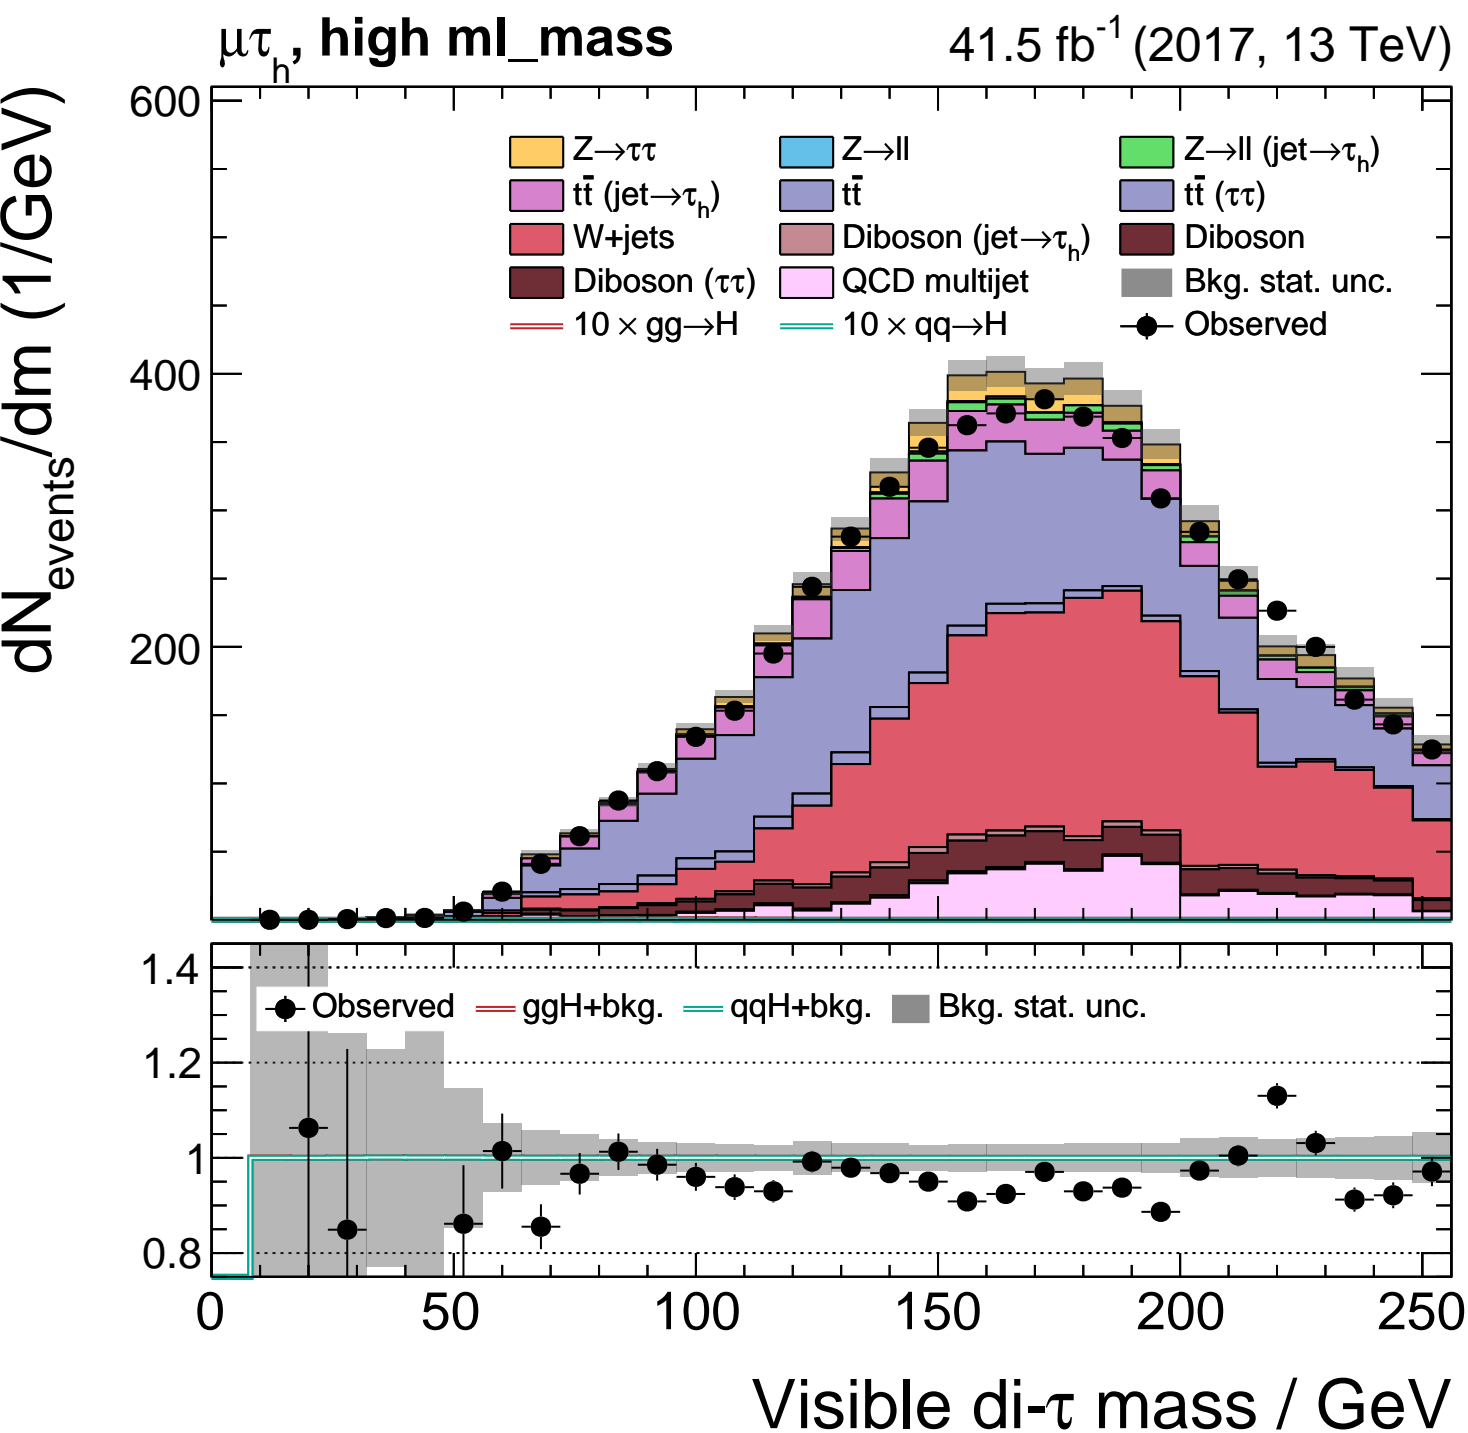 μτh, high ml_mass
41.5 fb-1 (2017, 13 TeV)
dNevents/dm (1/GeV)
600
400
200
Z→ττ Z→ll Z→ll (jet→τh)
tt̄ (jet→τh) tt̄ tt̄ (ττ)
W+jets Diboson (jet→τh) Diboson
Diboson (ττ) QCD multijet Bkg. stat. unc.
10 × gg→H 10 × qq→H Observed
1.4
1.2
1
0.8
Observed ggH+bkg. qqH+bkg. Bkg. stat. unc.
0 50 100 150 200 250
Visible di-τ mass / GeV